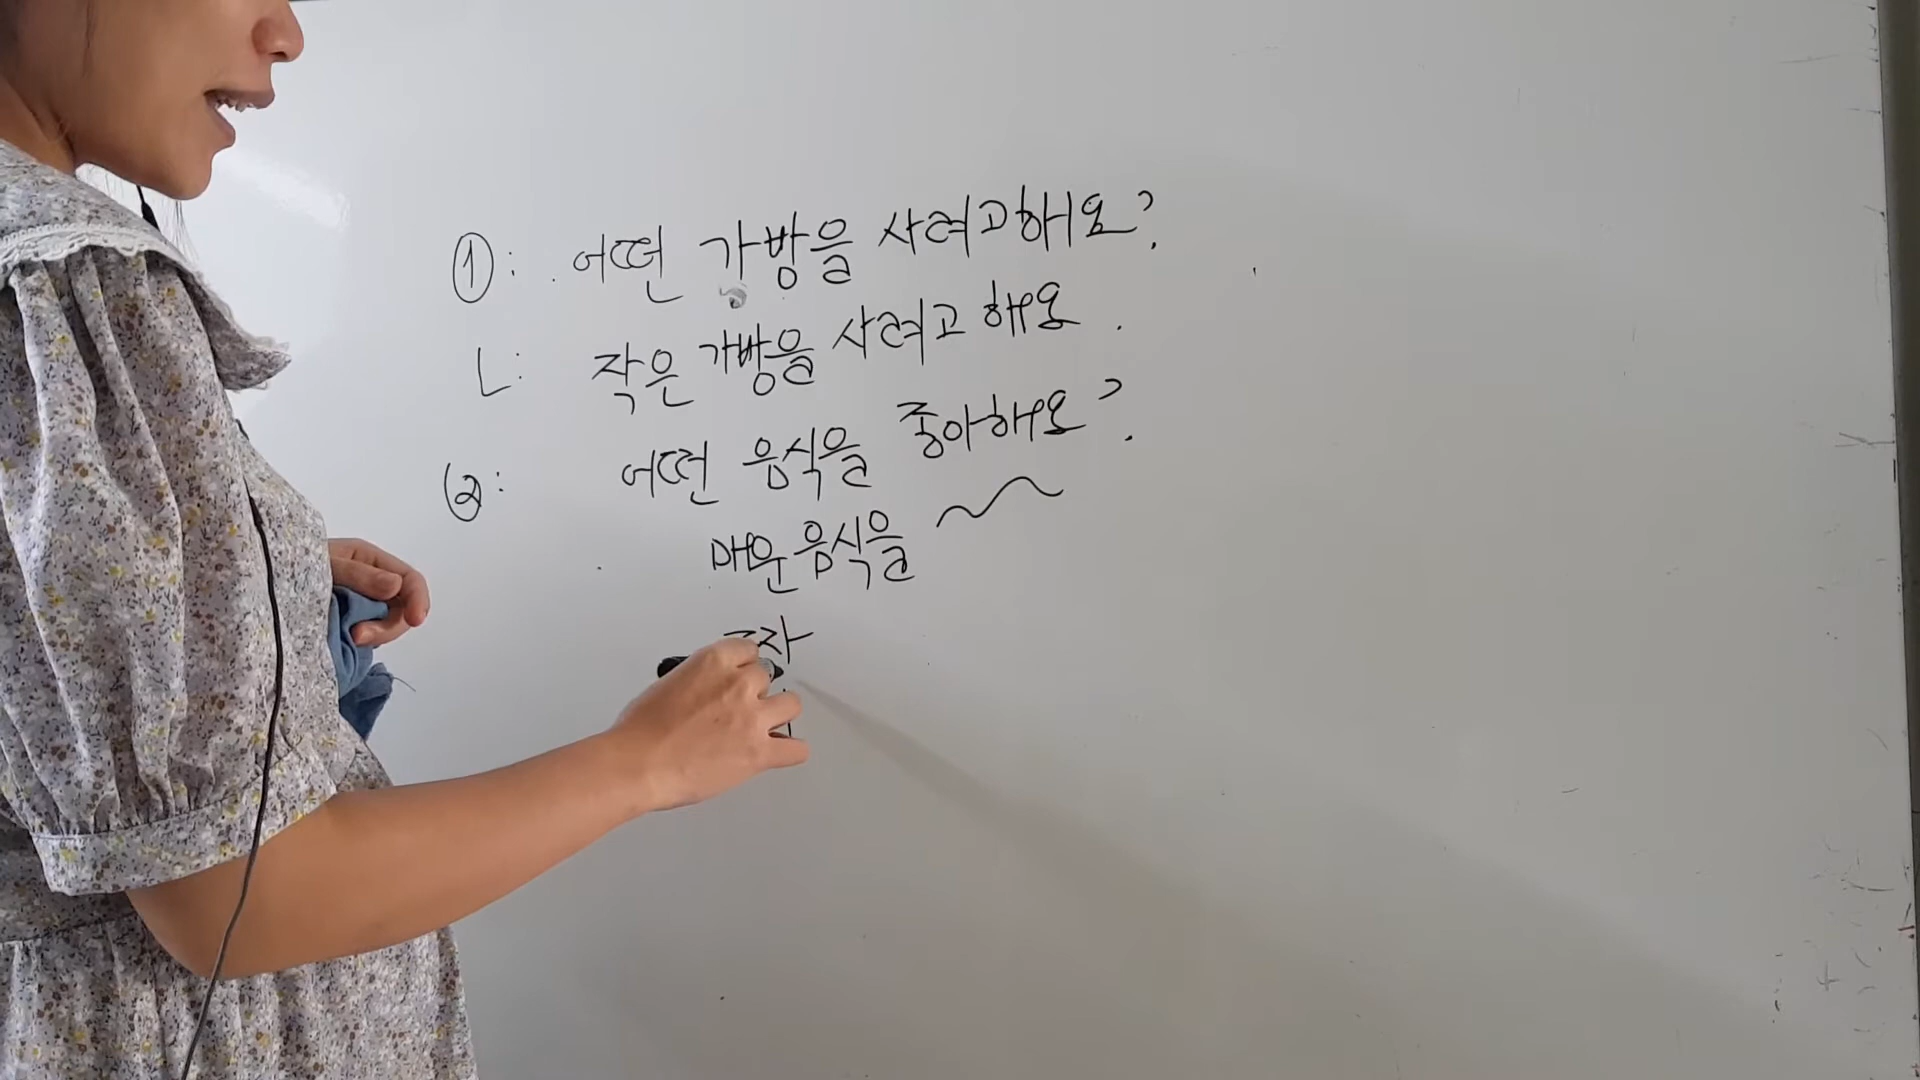 ①: 어떤 가방을 사려고해요?
ㄴ: 작은 가방을 사려고 해요.
②: 어떤 음식을 좋아해요?
매운 음식을